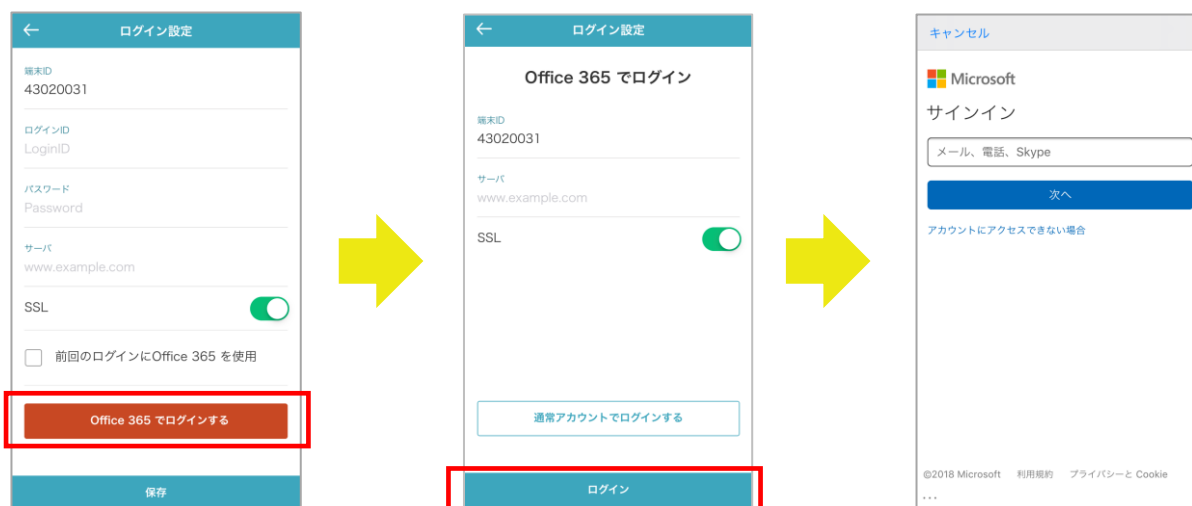 ログイン設定
端末ID
43020031
ログインID
LoginID
パスワード
Password
サーバ
www.example.com
SSL
前回のログインにOffice 365 を使用
Office 365 でログインする
保存
ログイン設定
Office 365 でログイン
端末ID
43020031
サーバ
www.example.com
SSL
通常アカウントでログインする
ログイン
キャンセル
Microsoft
サインイン
メール、電話、Skype
次へ
アカウントにアクセスできない場合
©2018 Microsoft 利用規約 プライバシーと Cookie
...